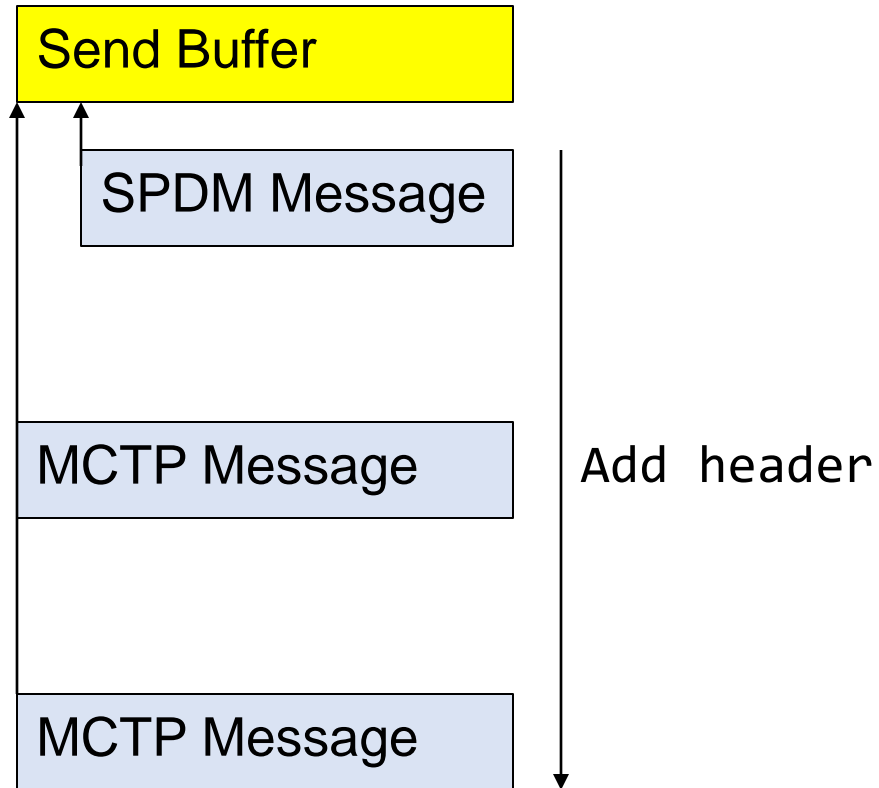 Send Buffer
SPDM Message
MCTP Message
Add header
MCTP Message